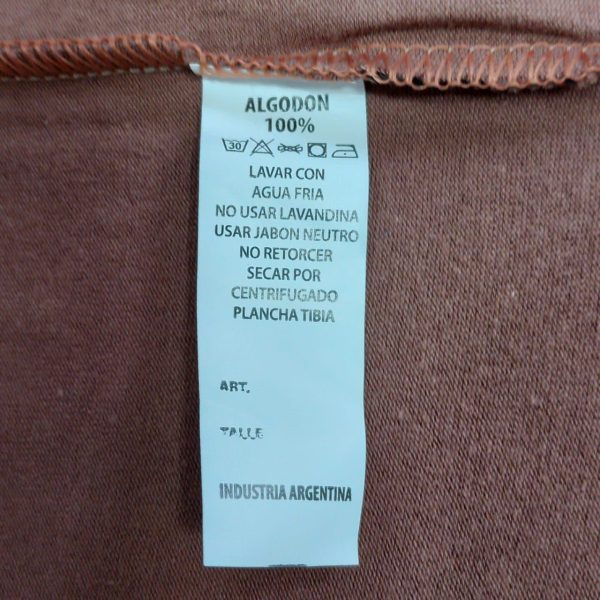 ALGODON
100%
30
LAVAR CON
AGUA FRIA
NO USAR LAVANDINA
USAR JABON NEUTRO
NO RETORCER
SECAR POR
CENTRIFUGADO
PLANCHA TIBIA
ART.
TALLE
INDUSTRIA ARGENTINA